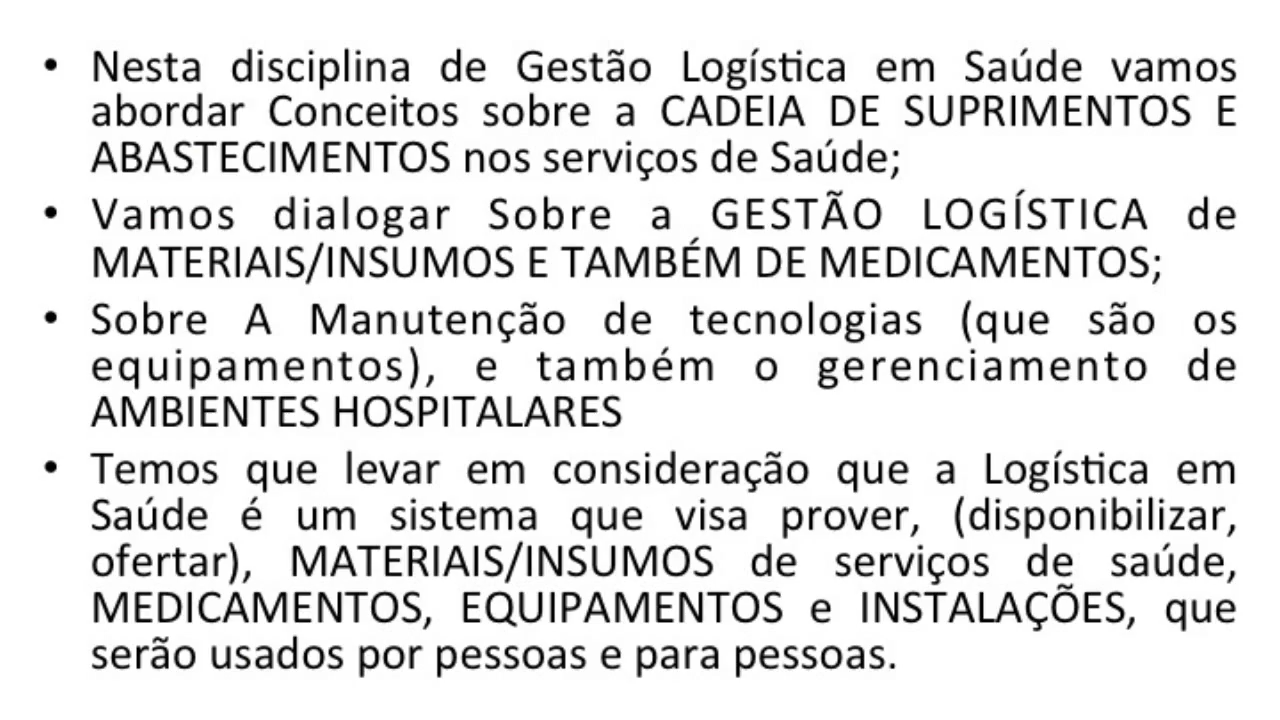 • Nesta disciplina de Gestão Logística em Saúde vamos
abordar Conceitos sobre a CADEIA DE SUPRIMENTOS E
ABASTECIMENTOS nos serviços de Saúde;
• Vamos dialogar Sobre a GESTÃO LOGÍSTICA de
MATERIAIS/INSUMOS E TAMBÉM DE MEDICAMENTOS;
• Sobre A Manutenção de tecnologias (que são os
equipamentos), e também o gerenciamento de
AMBIENTES HOSPITALARES
• Temos que levar em consideração que a Logística em
Saúde é um sistema que visa prover, (disponibilizar,
ofertar), MATERIAIS/INSUMOS de serviços de saúde,
MEDICAMENTOS, EQUIPAMENTOS e INSTALAÇÕES, que
serão usados por pessoas e para pessoas.